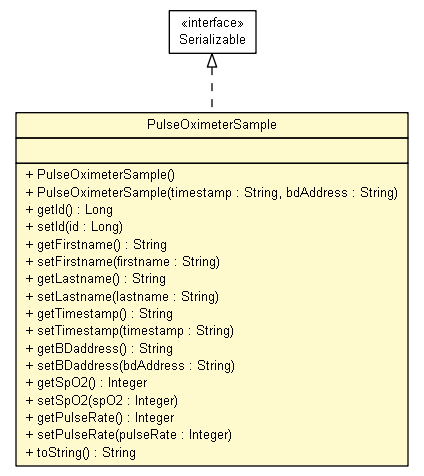 «interface»
Serializable
PulseOximeterSample
+ PulseOximeterSample()
+ PulseOximeterSample(timestamp : String, bdAddress : String)
+ getId() : Long
+ setId(id : Long)
+ getFirstname() : String
+ setFirstname(firstname : String)
+ getLastname() : String
+ setLastname(lastname : String)
+ getTimestamp() : String
+ setTimestamp(timestamp : String)
+ getBDaddress() : String
+ setBDaddress(bdAddress : String)
+ getSpO2() : Integer
+ setSpO2(spO2 : Integer)
+ getPulseRate() : Integer
+ setPulseRate(pulseRate : Integer)
+ toString() : String